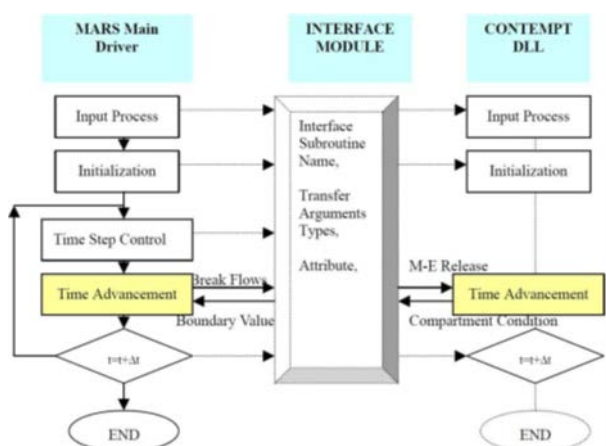 MARS Main
Driver
INTERFACE
MODULE
CONTEMPT
DLL
Input Process
Interface
Subroutine
Name,
Input Process
Initialization
Initialization
Transfer
Arguments
Types,
Time Step Control
Attribute,
M-E Release
Break Flows
Time Advancement
Time Advancement
Boundary Value
Compartment Condition
t=t+Δt
t=t+Δt
END
END